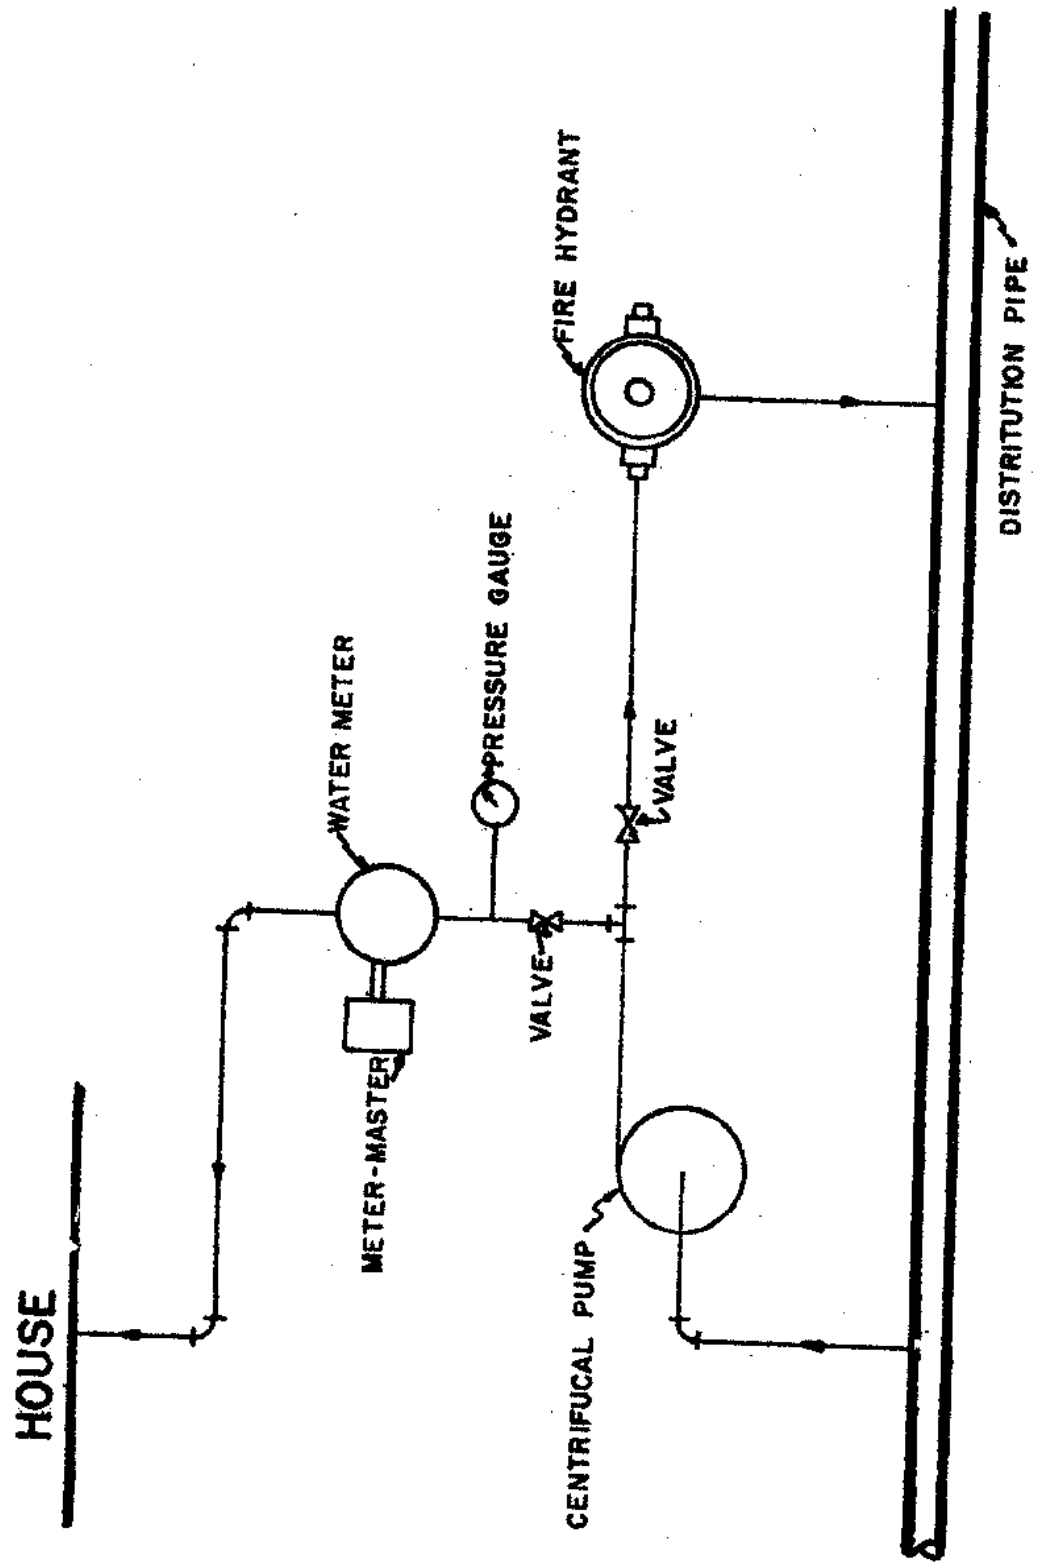 HOUSE
WATER METER
METER-MASTER
PRESSURE GAUGE
VALVE
FIRE HYDRANT
VALVE
CENTRIFUCAL PUMP
DISTRITUTION PIPE